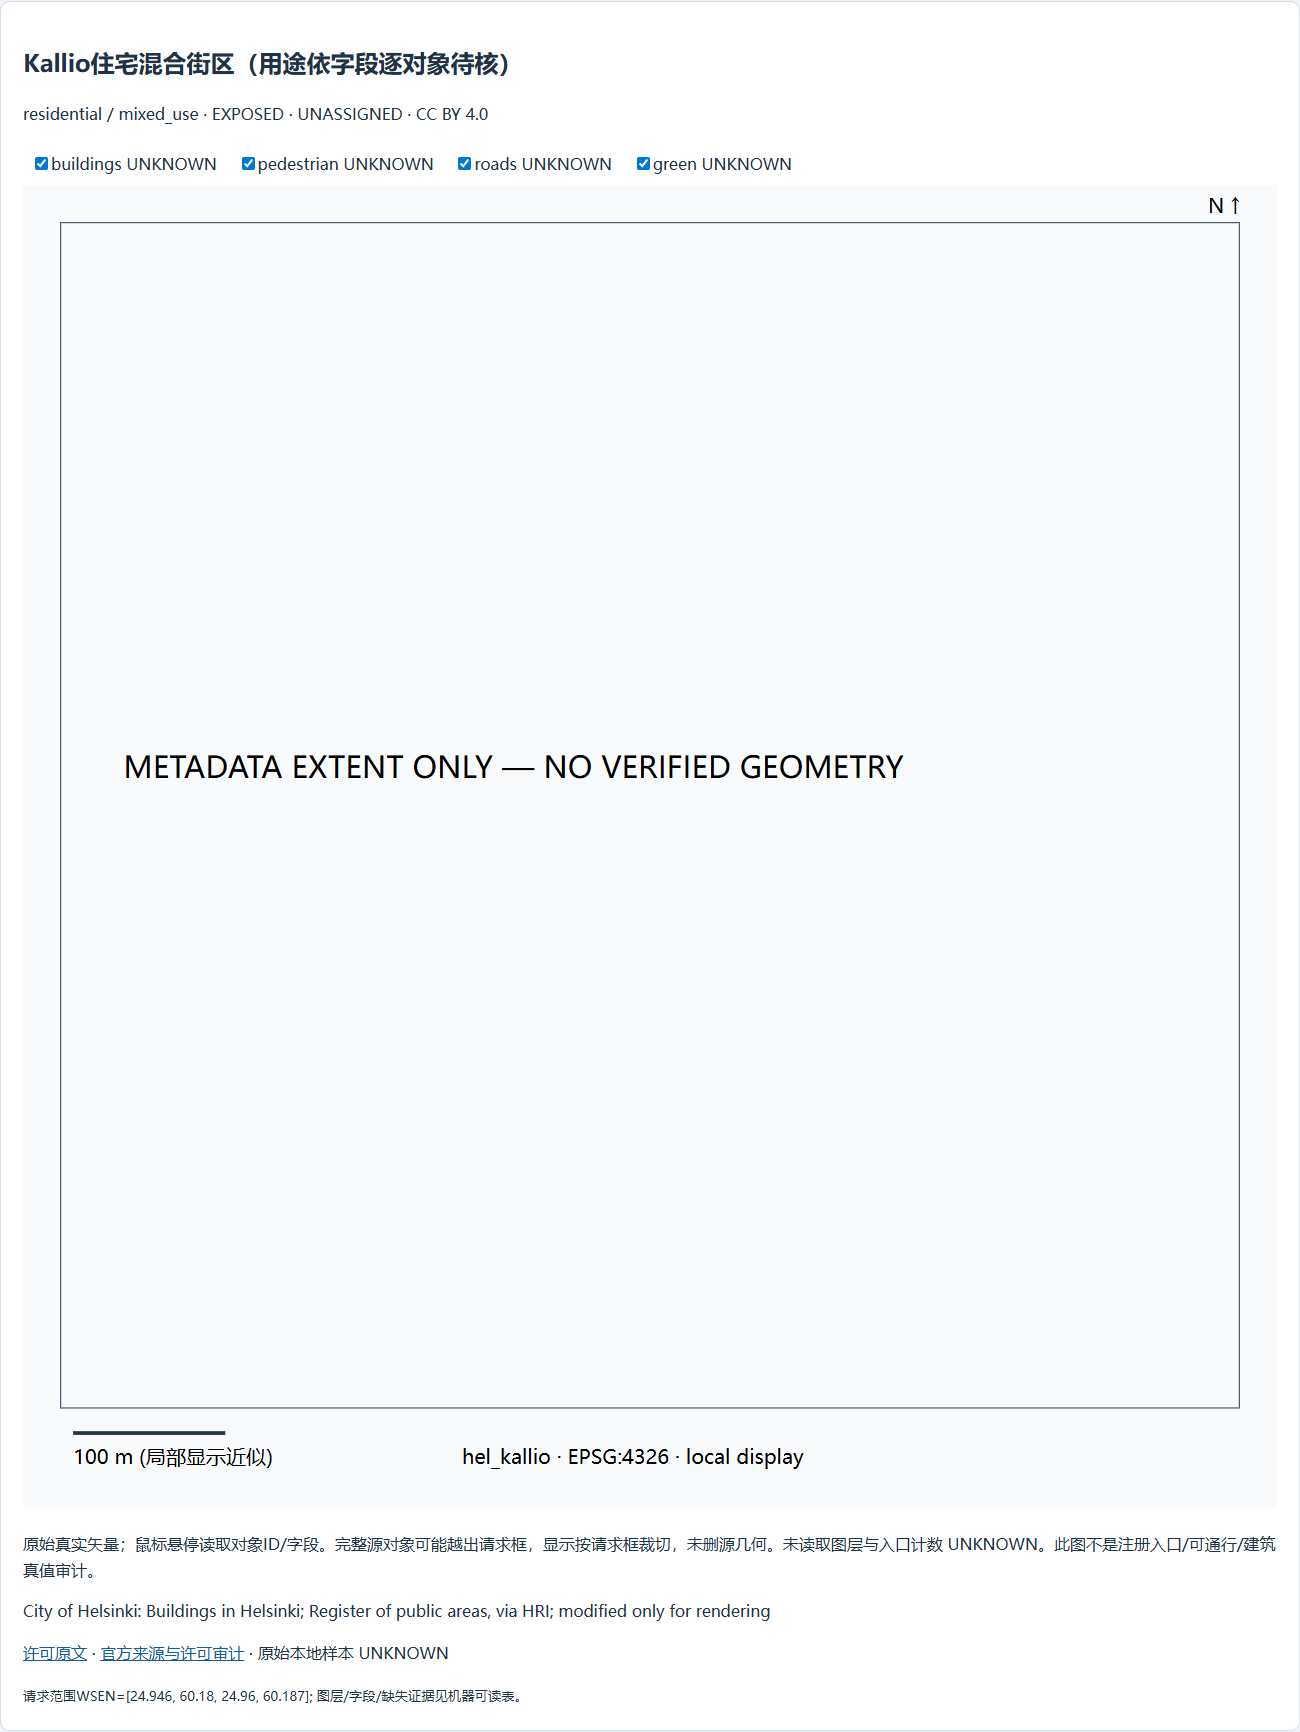 Kallio住宅混合街区（用途依字段逐对象待核）
residential / mixed_use · EXPOSED · UNASSIGNED · CC BY 4.0
buildings UNKNOWN pedestrian UNKNOWN roads UNKNOWN green UNKNOWN
N ↑
METADATA EXTENT ONLY — NO VERIFIED GEOMETRY
100 m (局部显示近似) hel_kallio · EPSG:4326 · local display
原始真实矢量；鼠标悬停读取对象ID/字段。完整源对象可能越出请求框，显示按请求框裁切，未删源几何。未读取图层与入口计数 UNKNOWN。此图不是注册入口/可通行/建筑
真值审计。
City of Helsinki: Buildings in Helsinki; Register of public areas, via HRI; modified only for rendering
许可原文 · 官方来源与许可审计 · 原始本地样本 UNKNOWN
请求范围WSEN=[24.946, 60.18, 24.96, 60.187]; 图层/字段/缺失证据见机器可读表。